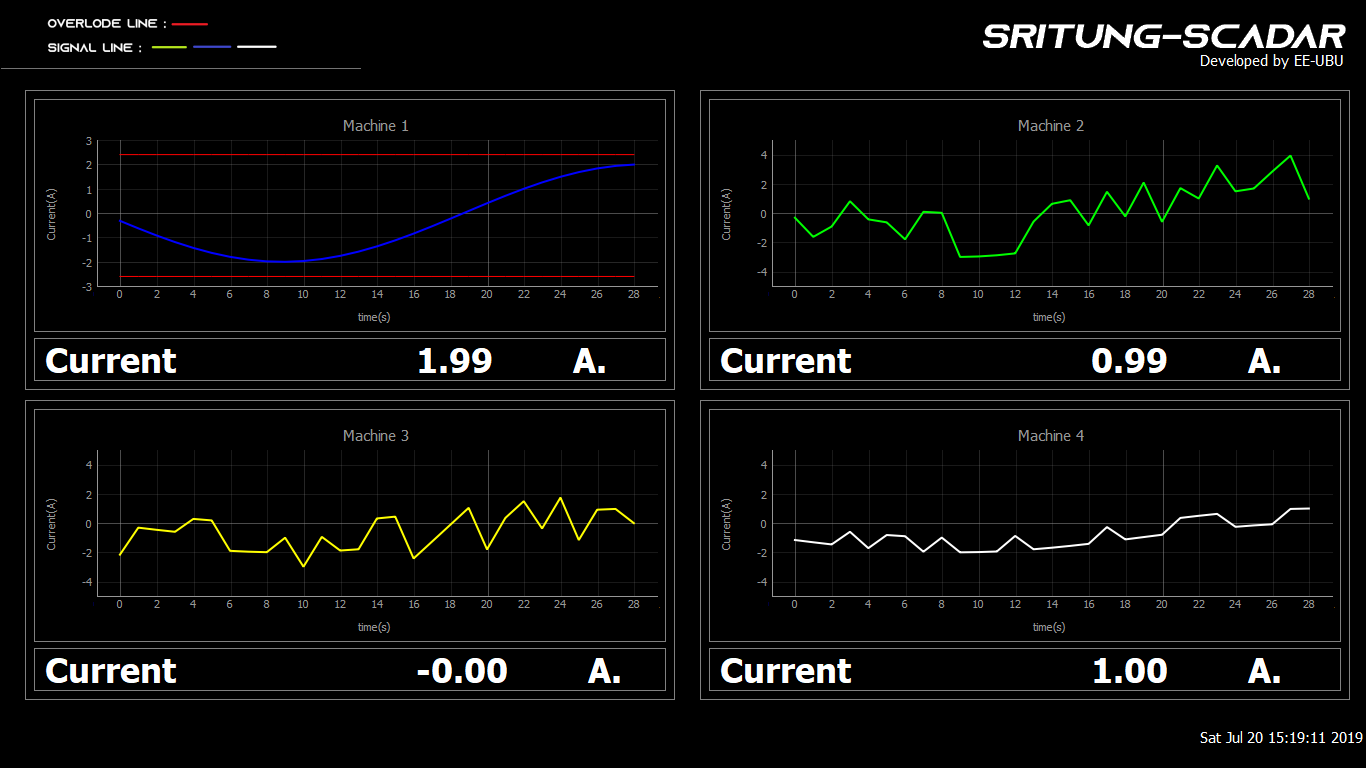 OVERLODE LINE :
SIGNAL LINE :
SRITUNG-SCADAR
Developed by EE-UBU
Machine 1
3
2
1
0
-1
-2
-3
Current(A)
0 2 4 6 8 10 12 14 16 18 20 22 24 26 28
time(s)
Current 1.99 A.
Machine 2
4
2
0
-2
-4
Current(A)
0 2 4 6 8 10 12 14 16 18 20 22 24 26 28
time(s)
Current 0.99 A.
Machine 3
4
2
0
-2
-4
Current(A)
0 2 4 6 8 10 12 14 16 18 20 22 24 26 28
time(s)
Current -0.00 A.
Machine 4
4
2
0
-2
-4
Current(A)
0 2 4 6 8 10 12 14 16 18 20 22 24 26 28
time(s)
Current 1.00 A.
Sat Jul 20 15:19:11 2019